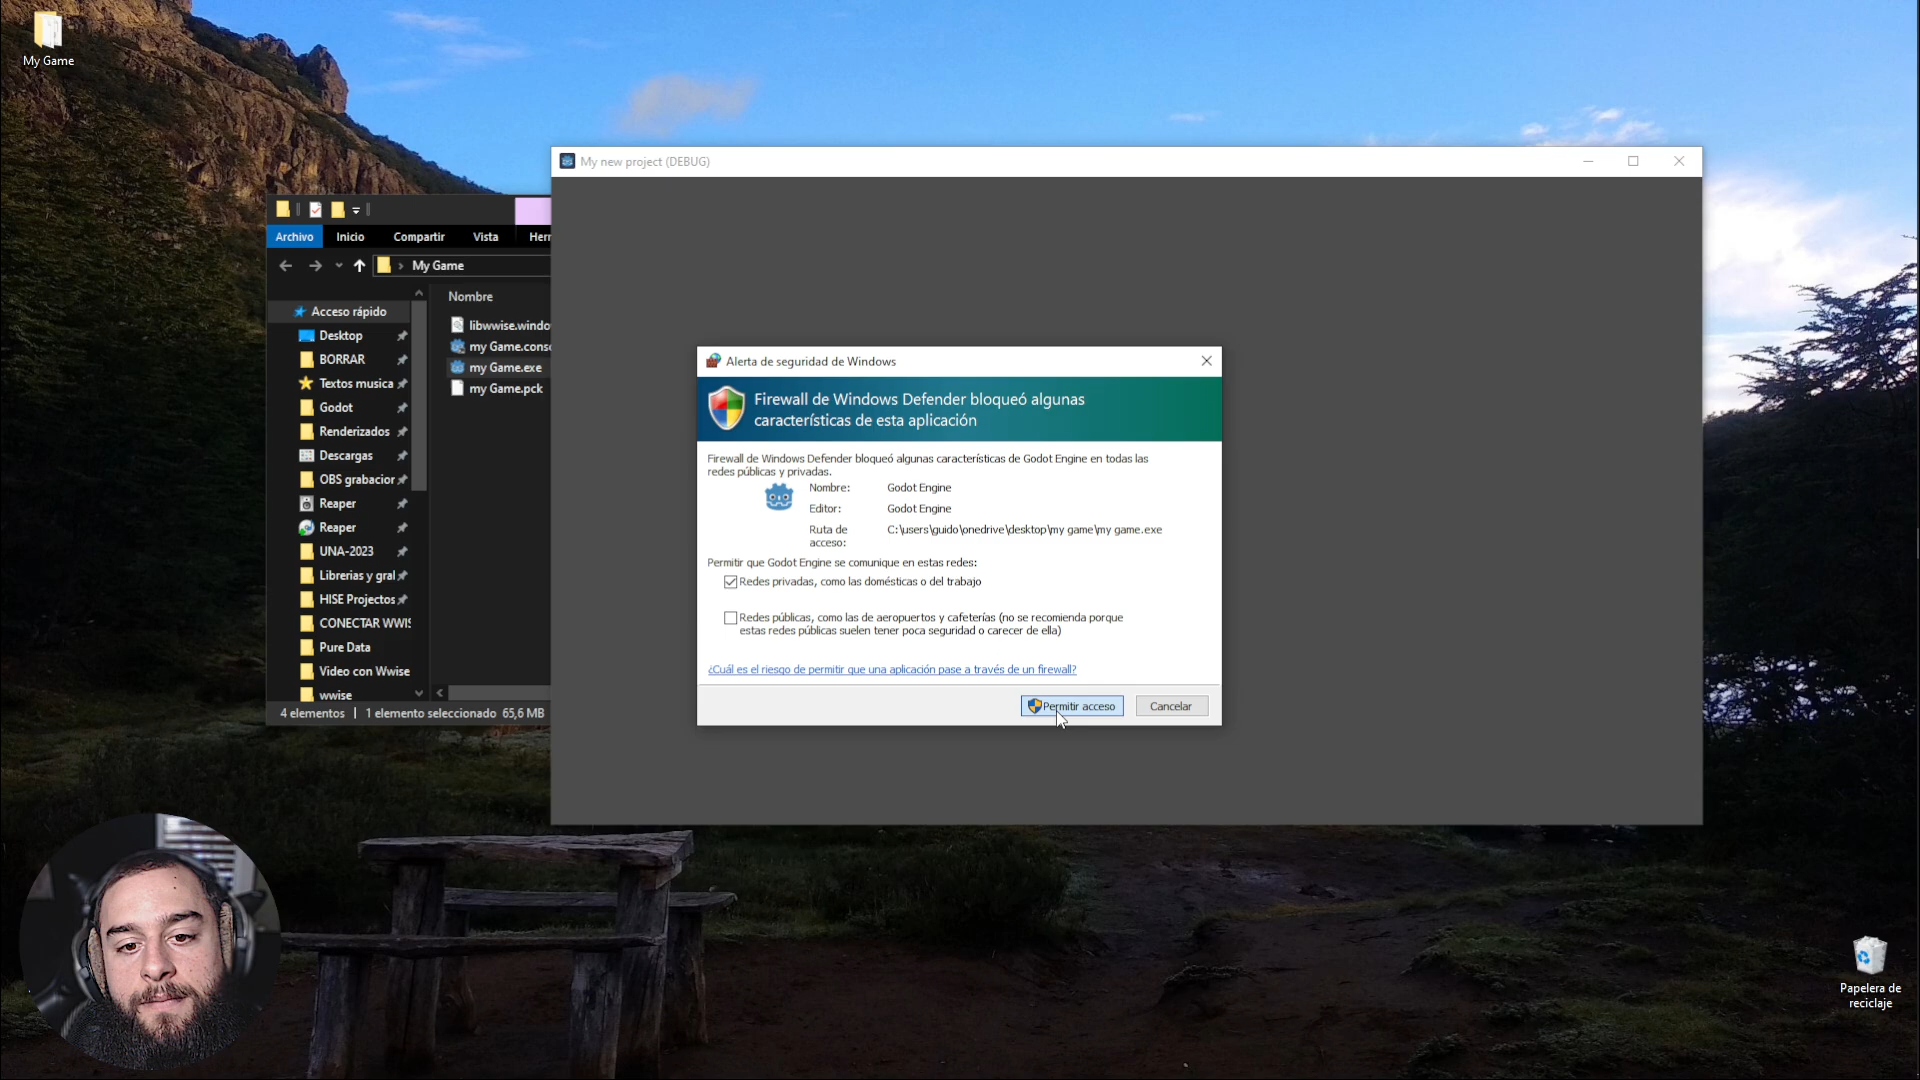 My Game
My new project (DEBUG)
Archivo
Inicio
Compartir
Vista
Herr
My Game
Nombre
Acceso rápido
Desktop
BORRAR
Textos musica
Godot
Renderizados
Descargas
OBS grabacior
Reaper
Reaper
UNA-2023
Librerias y gral
HISE Projectos
CONECTAR WWIS
Pure Data
Video con Wwise
wwise
libwwise.windo
my Game.conso
my Game.exe
my Game.pck
4 elementos
1 elemento seleccionado 65,6 MB
Alerta de seguridad de Windows
Firewall de Windows Defender bloqueó algunas
características de esta aplicación
Firewall de Windows Defender bloqueó algunas características de Godot Engine en todas las
redes públicas y privadas.
Nombre: Godot Engine
Editor: Godot Engine
Ruta de C:\users\guido\onedrive\desktop\my game\my game.exe
acceso:
Permitir que Godot Engine se comunique en estas redes:
Redes privadas, como las domésticas o del trabajo
Redes públicas, como las de aeropuertos y cafeterías (no se recomienda porque
estas redes públicas suelen tener poca seguridad o carecer de ella)
¿Cuál es el riesgo de permitir que una aplicación pase a través de un firewall?
Permitir acceso
Cancelar
Papelera de
reciclaje